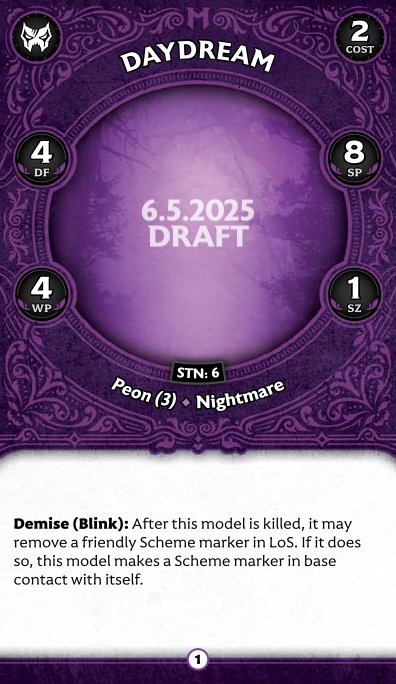 2
COST
DAYDREAM
4
DF
8
SP
6.5.2025
DRAFT
4
WP
1
SZ
STN: 6
Peon (3) ◆ Nightmare
Demise (Blink): After this model is killed, it may
remove a friendly Scheme marker in LoS. If it does
so, this model makes a Scheme marker in base
contact with itself.
1